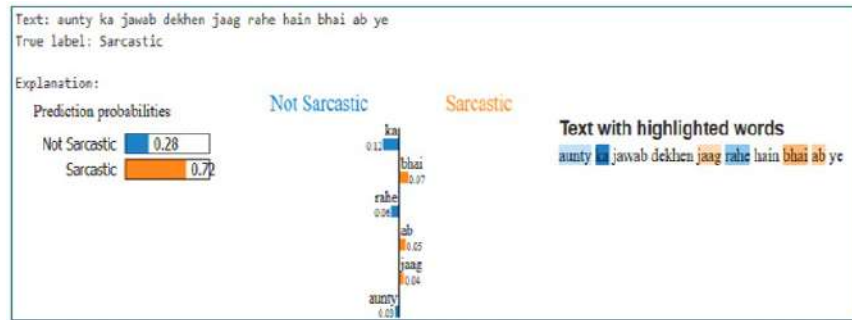 Text: aunty ka jawab dekhen jaag rahe hain bhai ab ye
True label: Sarcastic
Explanation:
Prediction probabilities
Not Sarcastic 0.28
Sarcastic 0.72
Not Sarcastic Sarcastic
ka
0.12
bhai
0.07
rahe
0.06
ab
0.05
jaag
0.04
aunty
0.03
Text with highlighted words
aunty ka jawab dekhen jaag rahe hain bhai ab ye